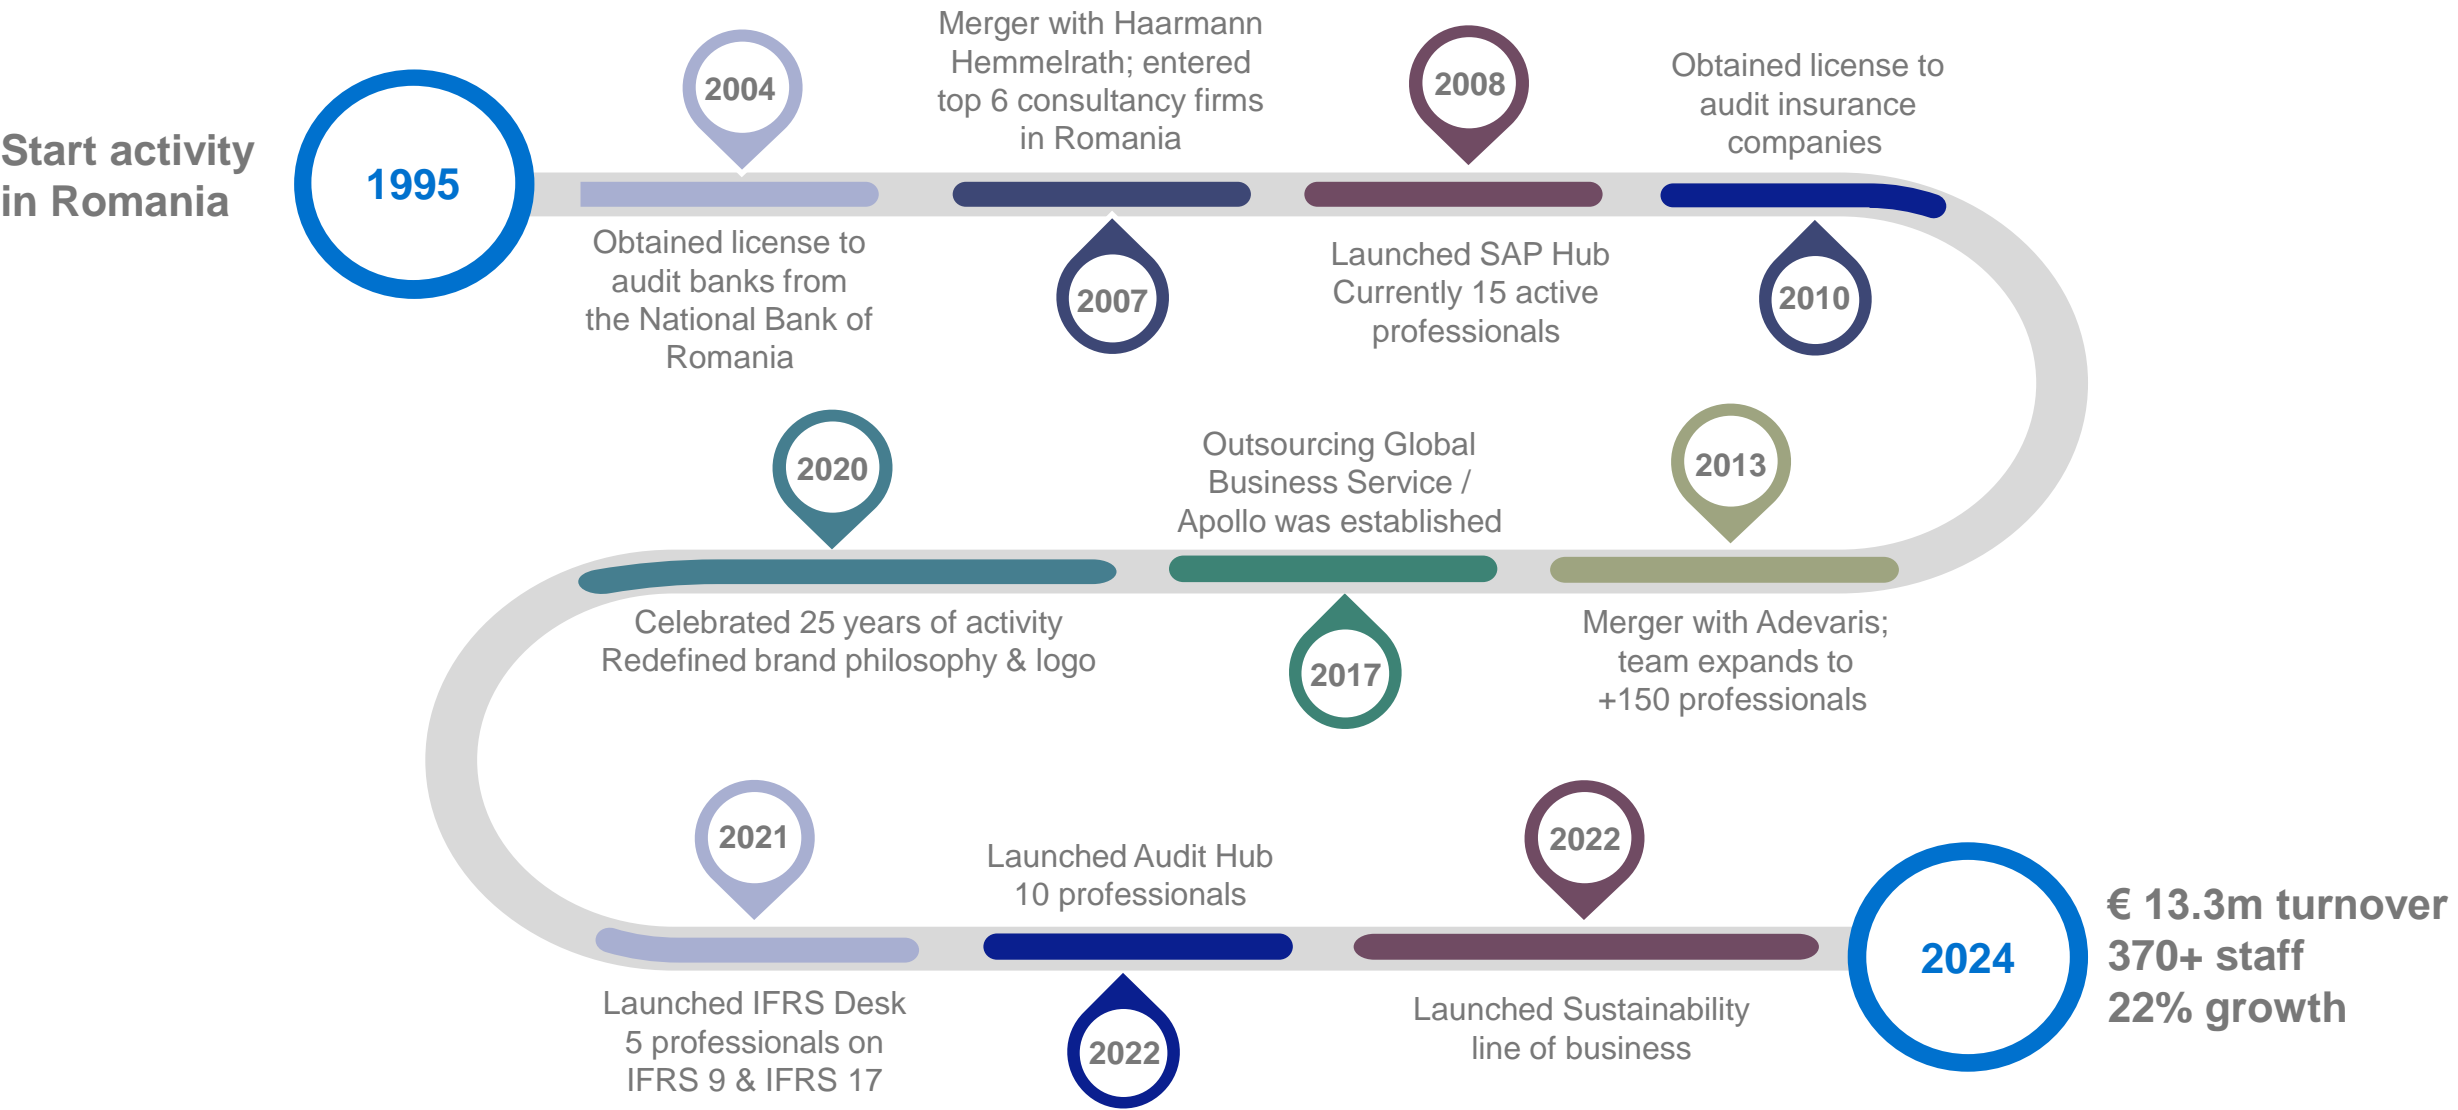 Start activity
in Romania
1995
2004
Obtained license to
audit banks from
the National Bank of
Romania
Merger with Haarmann
Hemmelrath; entered
top 6 consultancy firms
in Romania
2007
2008
Launched SAP Hub
Currently 15 active
professionals
Obtained license to
audit insurance
companies
2010
2013
Merger with Adevaris;
team expands to
+150 professionals
Outsourcing Global
Business Service /
Apollo was established
2017
2020
Celebrated 25 years of activity
Redefined brand philosophy & logo
2021
Launched IFRS Desk
5 professionals on
IFRS 9 & IFRS 17
Launched Audit Hub
10 professionals
2022
2022
Launched Sustainability
line of business
2024
€ 13.3m turnover
370+ staff
22% growth